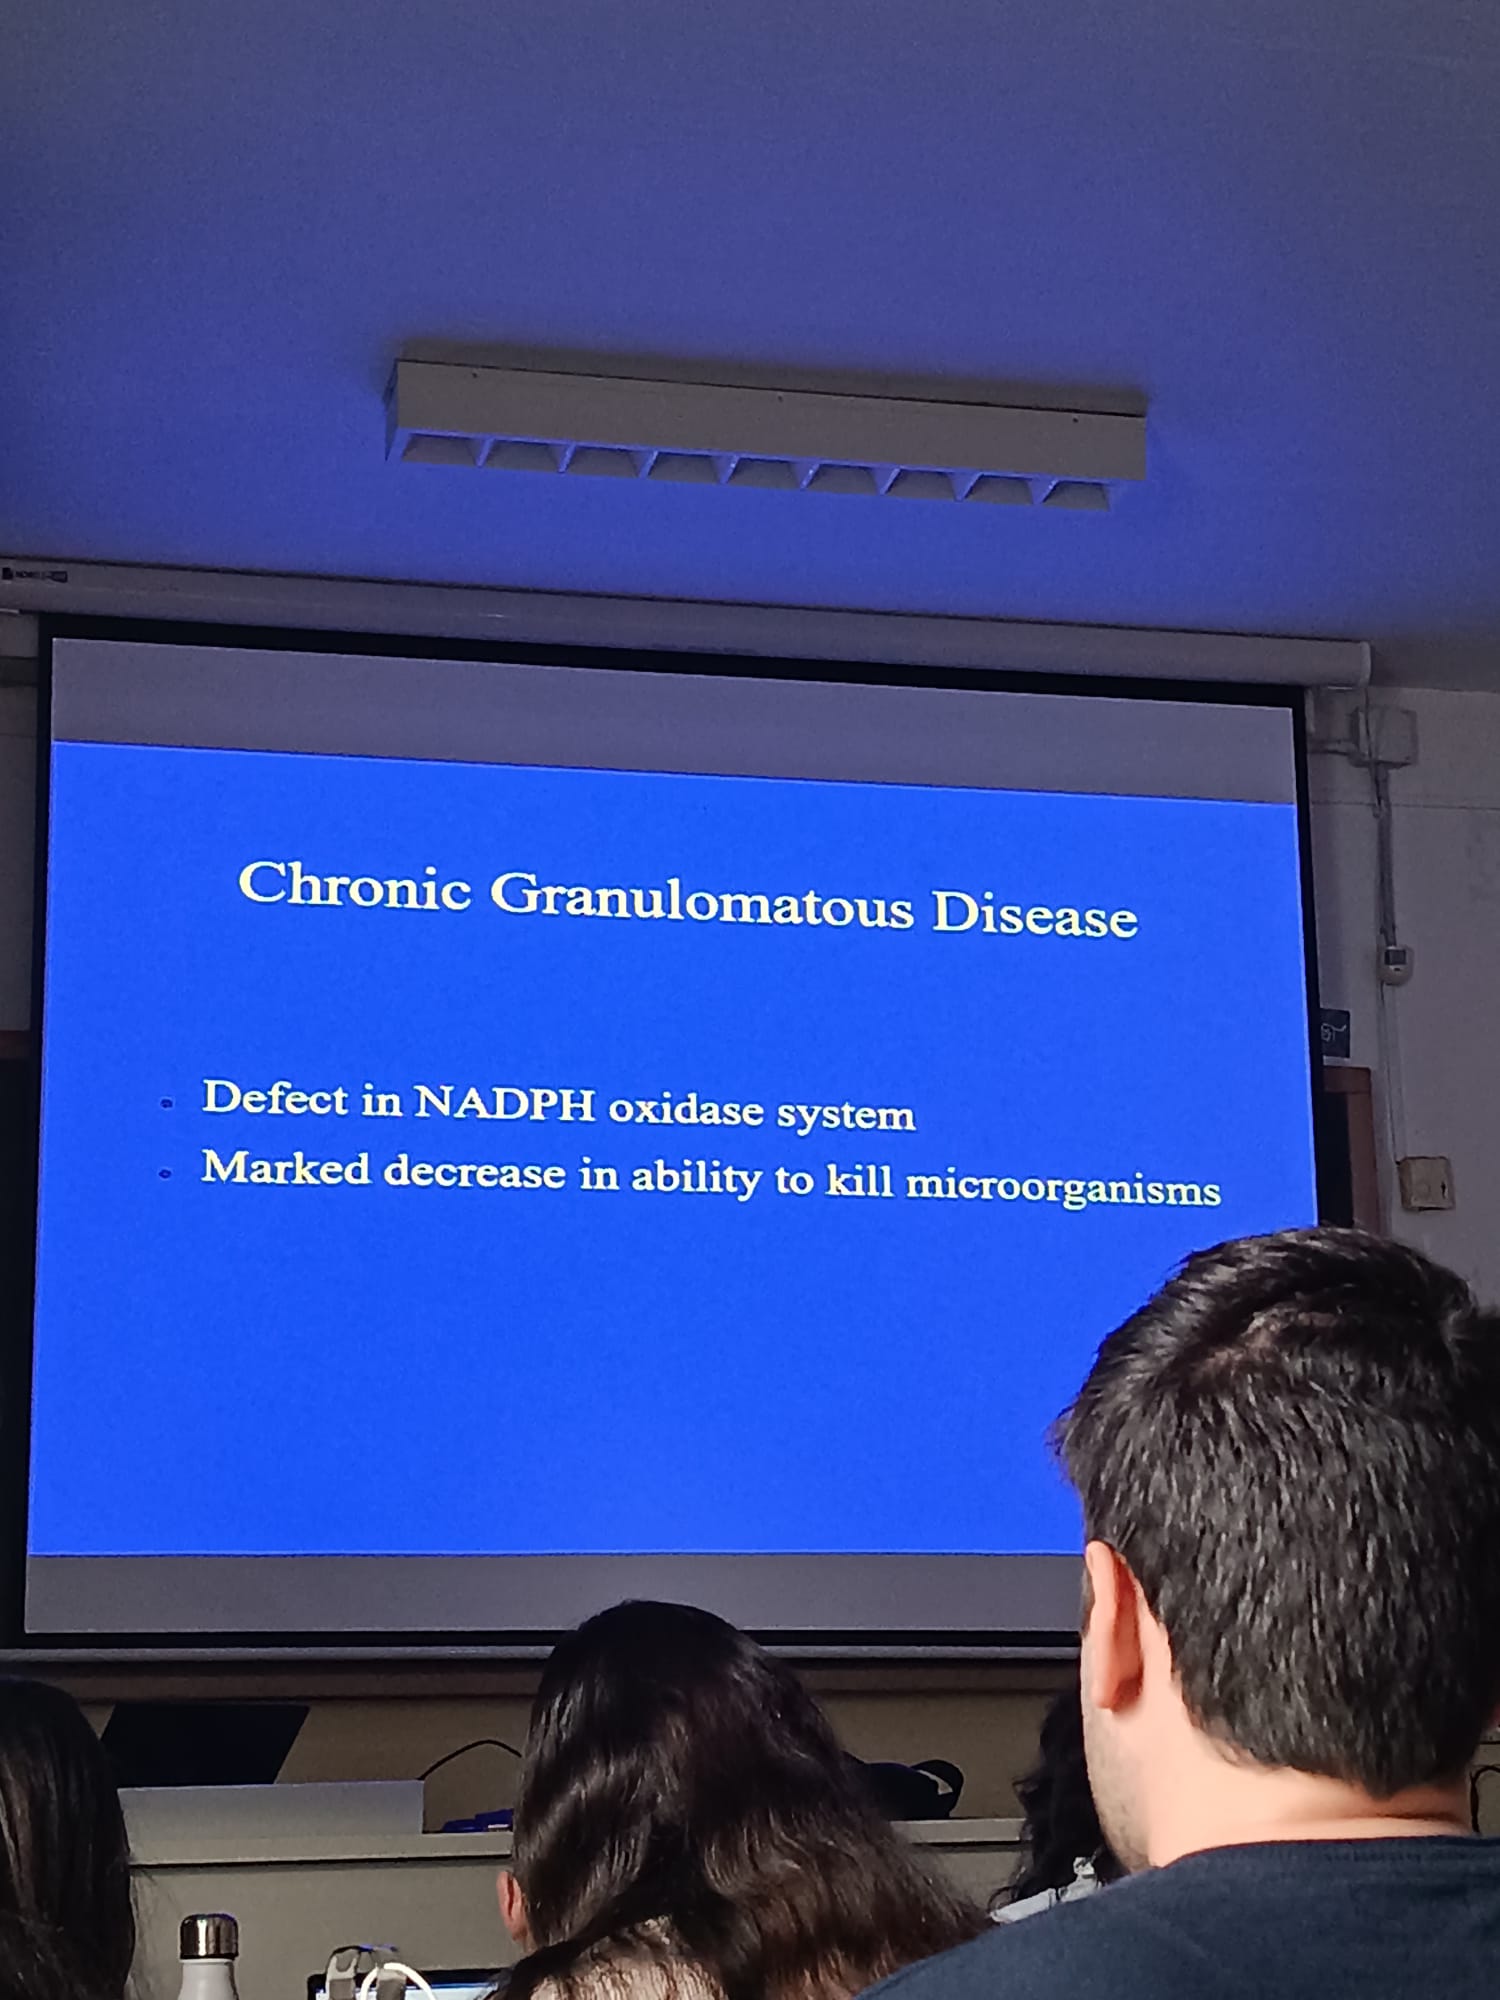 Chronic Granulomatous Disease
Defect in NADPH oxidase system
Marked decrease in ability to kill microorganisms